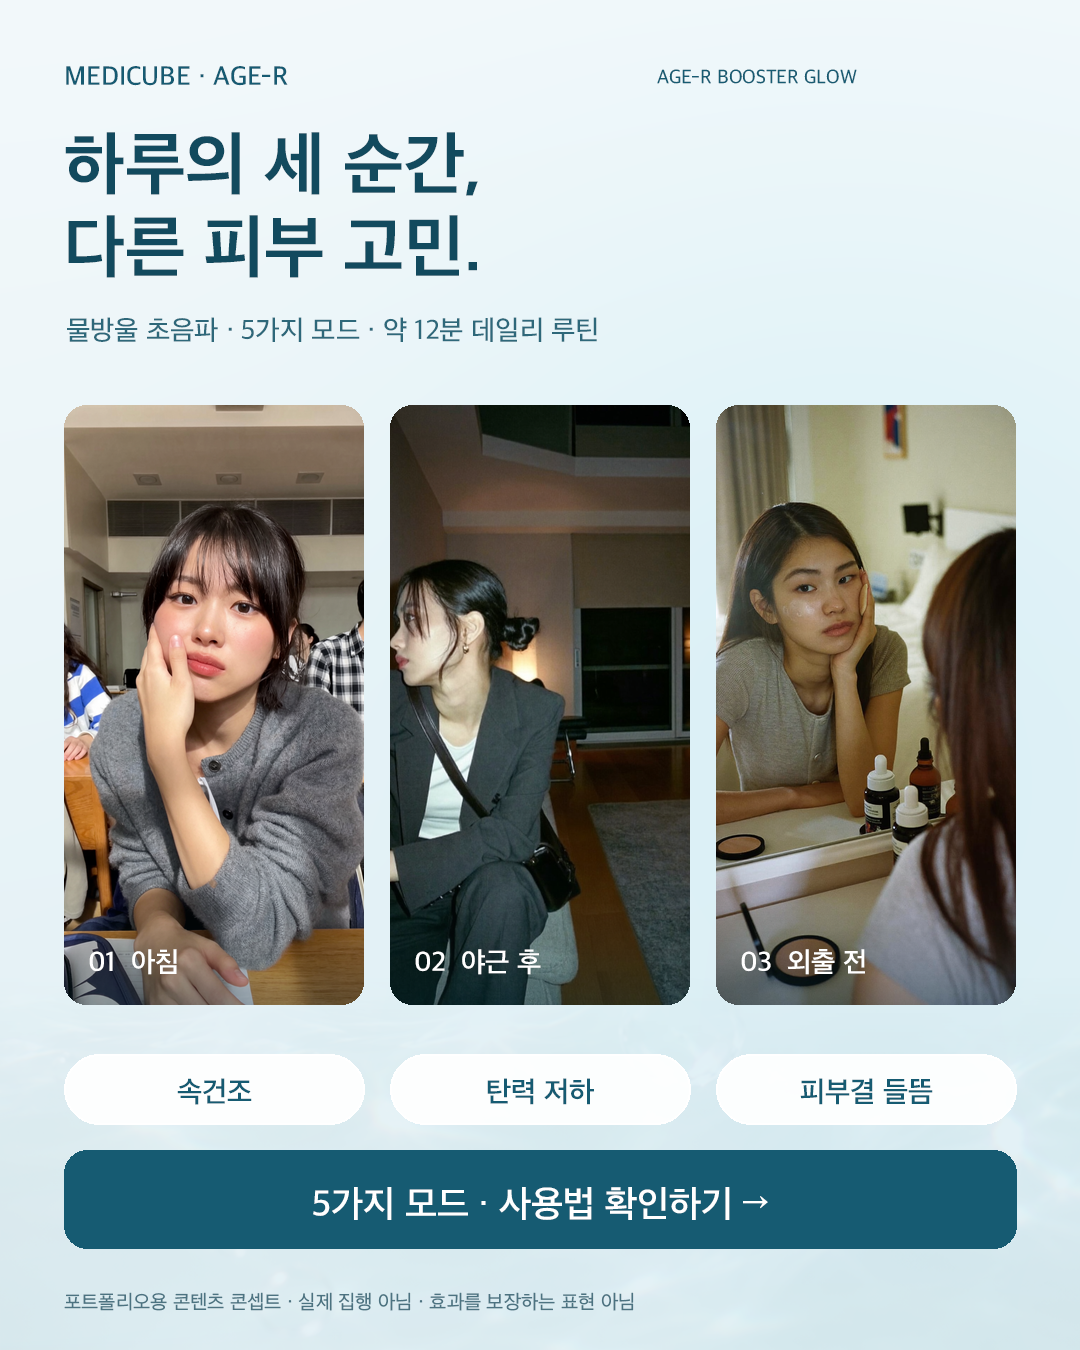 MEDICUBE · AGE-R
AGE-R BOOSTER GLOW
하루의 세 순간,
다른 피부 고민.
물방울 초음파 · 5가지 모드 · 약 12분 데일리 루틴
01 아침
02 야근 후
03 외출 전
속건조
탄력 저하
피부결 들뜸
5가지 모드 · 사용법 확인하기 →
포트폴리오용 콘텐츠 콘셉트 · 실제 집행 아님 · 효과를 보장하는 표현 아님